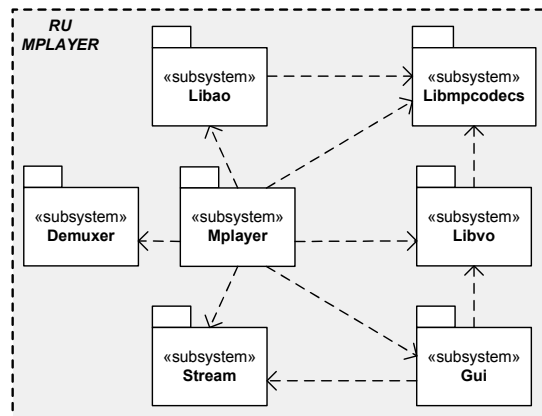 RU
MPLAYER
«subsystem»
Libao
«subsystem»
Libmpcodecs
«subsystem»
Demuxer
«subsystem»
Mplayer
«subsystem»
Libvo
«subsystem»
Stream
«subsystem»
Gui